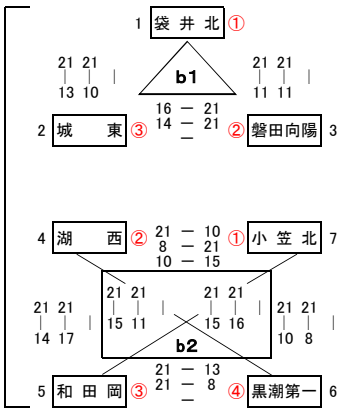 1 袋井北 ①
21 21 21 21
| | | | | |
13 10 b1 11 11
16 － 21
14 － 21
－
2 城東 ③ ② 磐田向陽 3
4 湖西 ② 21 － 10 ① 小笠北 7
8 － 21
10 － 15
21 21 21 21
21 21 | | | | | | 21 21
| | | 15 11 15 16 | | |
14 17 b2 10 8
21 － 13
5 和田岡 ③ 21 － 8 ④ 黒潮第一 6
－